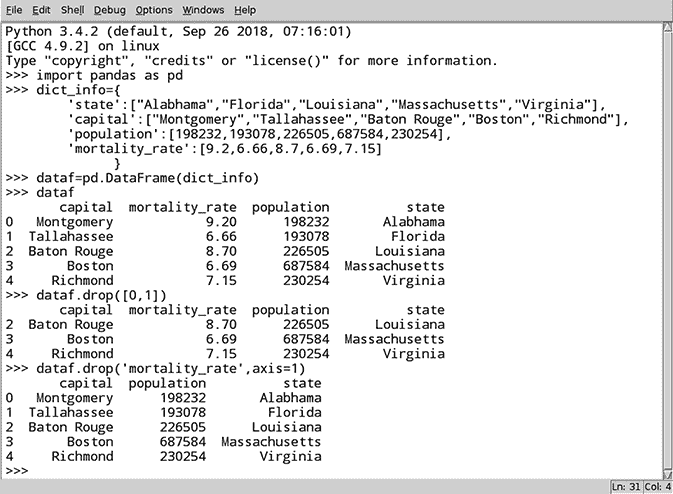 File Edit Shell Debug Options Windows Help
Python 3.4.2 (default, Sep 26 2018, 07:16:01)
[GCC 4.9.2] on linux
Type "copyright", "credits" or "license()" for more information.
>>> import pandas as pd
>>> dict_info={
        'state':["Alabhama","Florida","Louisiana","Massachusetts","Virginia"],
        'capital':["Montgomery","Tallahassee","Baton Rouge","Boston","Richmond"],
        'population':[198232,193078,226505,687584,230254],
        'mortality_rate':[9.2,6.66,8.7,6.69,7.15]
              }
>>> dataf=pd.DataFrame(dict_info)
>>> dataf
       capital  mortality_rate  population          state
0   Montgomery            9.20      198232       Alabhama
1  Tallahassee            6.66      193078        Florida
2  Baton Rouge            8.70      226505      Louisiana
3       Boston            6.69      687584  Massachusetts
4     Richmond            7.15      230254       Virginia
>>> dataf.drop([0,1])
       capital  mortality_rate  population          state
2  Baton Rouge            8.70      226505      Louisiana
3       Boston            6.69      687584  Massachusetts
4     Richmond            7.15      230254       Virginia
>>> dataf.drop('mortality_rate',axis=1)
       capital  population          state
0   Montgomery      198232       Alabhama
1  Tallahassee      193078        Florida
2  Baton Rouge      226505      Louisiana
3       Boston      687584  Massachusetts
4     Richmond      230254       Virginia
>>>
Ln: 31 Col: 4